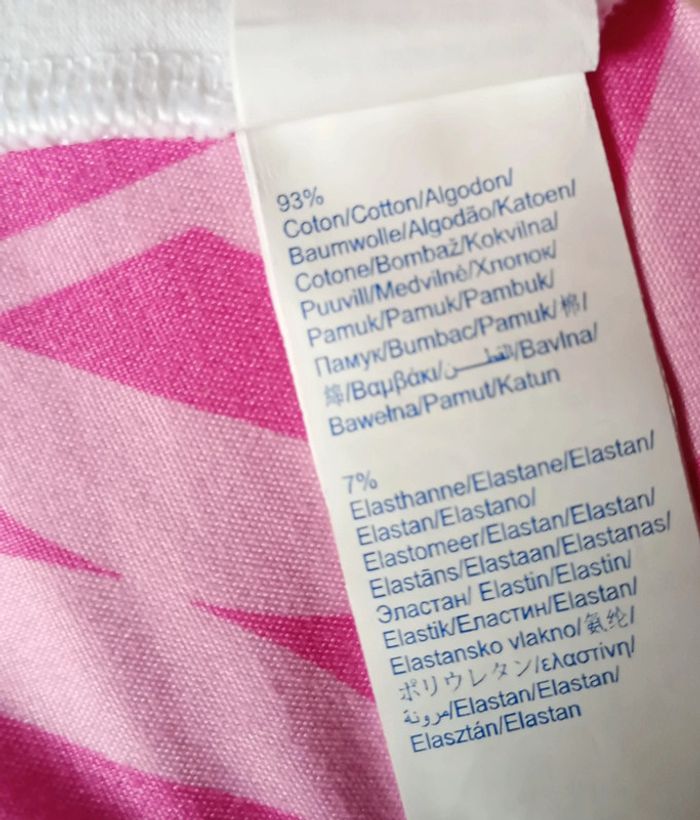 93%
Coton/Cotton/Algodon/
Baumwolle/Algodão/Katoen/
Cotone/Bombaž/Kokvilna/
Puuvill/Medvilnė/Хлопок/
Pamuk/Pamuk/Pambuk/
Памук/Bumbac/Pamuk/棉/
綿/Βαμβάκι/القطن/Bavlna/
Bawełna/Pamut/Katun
7%
Elasthanne/Elastane/Elastan/
Elastan/Elastano/
Elastomeer/Elastan/Elastan/
Elastāns/Elastaan/Elastanas/
Эластан/ Elastin/Elastin/
Elastik/Еластин/Elastan/
Elastansko vlakno/氨纶/
ポリウレタン/ελαστίνη/
مرونة/Elastan/Elastan/
Elasztán/Elastan